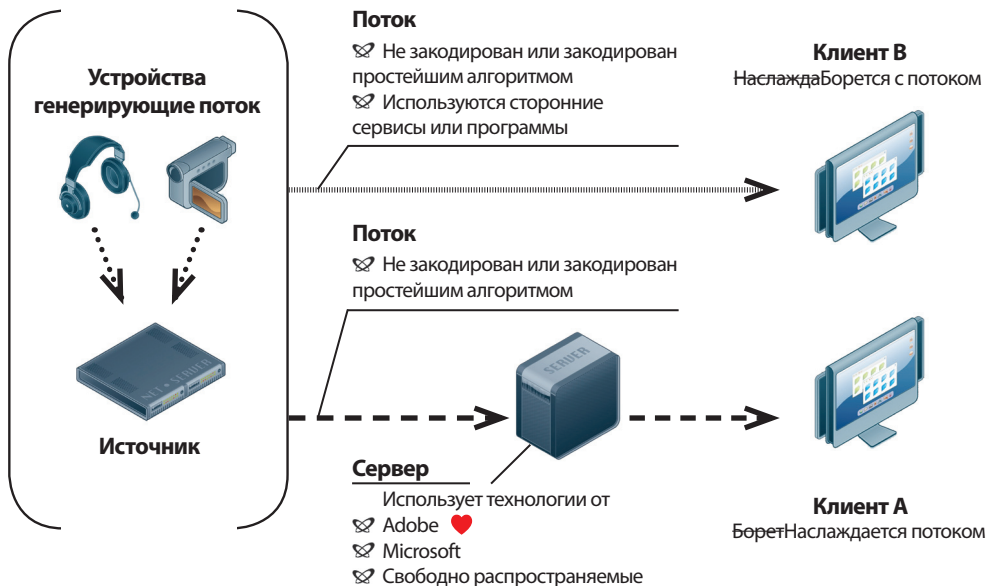 Устройства
генерирующие поток
NET • SERVER
Источник
Поток
Не закодирован или закодирован
простейшим алгоритмом
Используются сторонние
сервисы или программы
Клиент B
НаслаждаБорется с потоком
Поток
Не закодирован или закодирован
простейшим алгоритмом
SERVER
Сервер
Использует технологии от
Adobe
Microsoft
Свободно распространяемые
Клиент A
БоретНаслаждается потоком